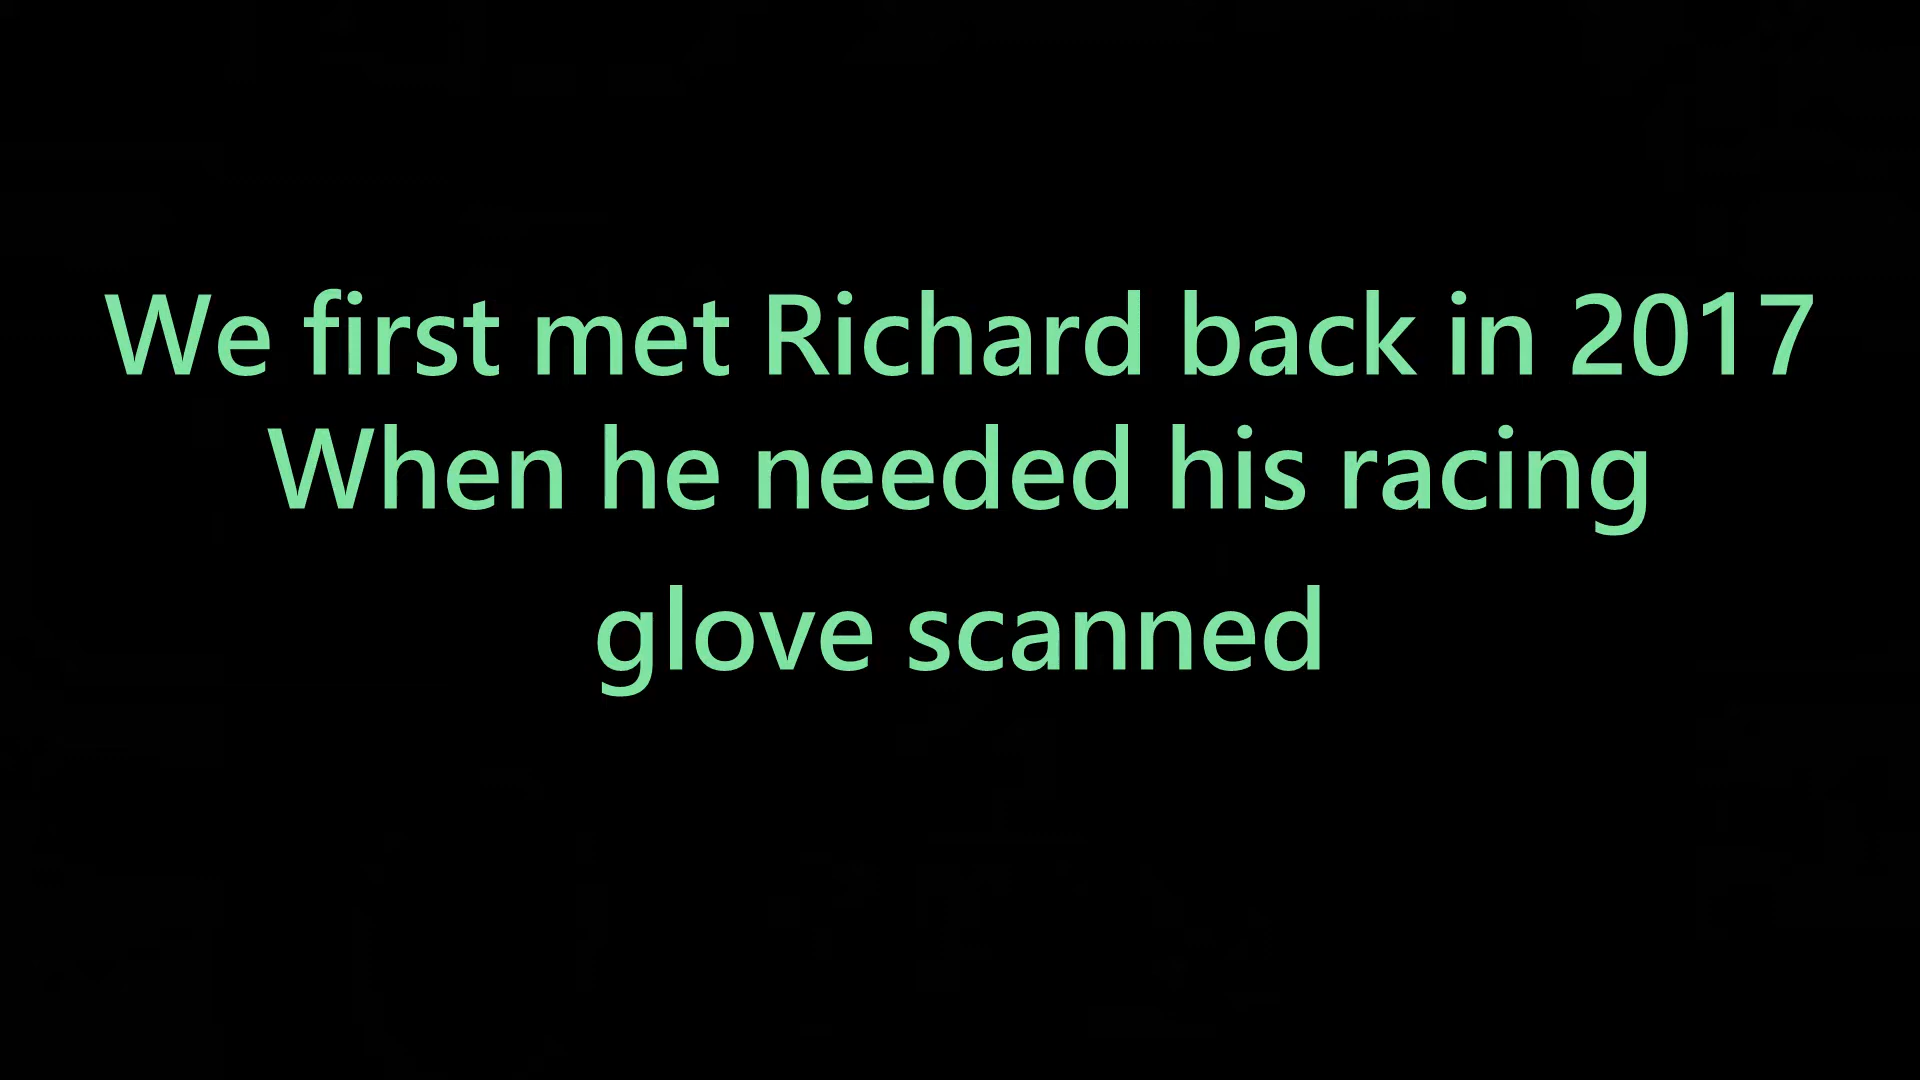 We first met Richard back in 2017
When he needed his racing
glove scanned